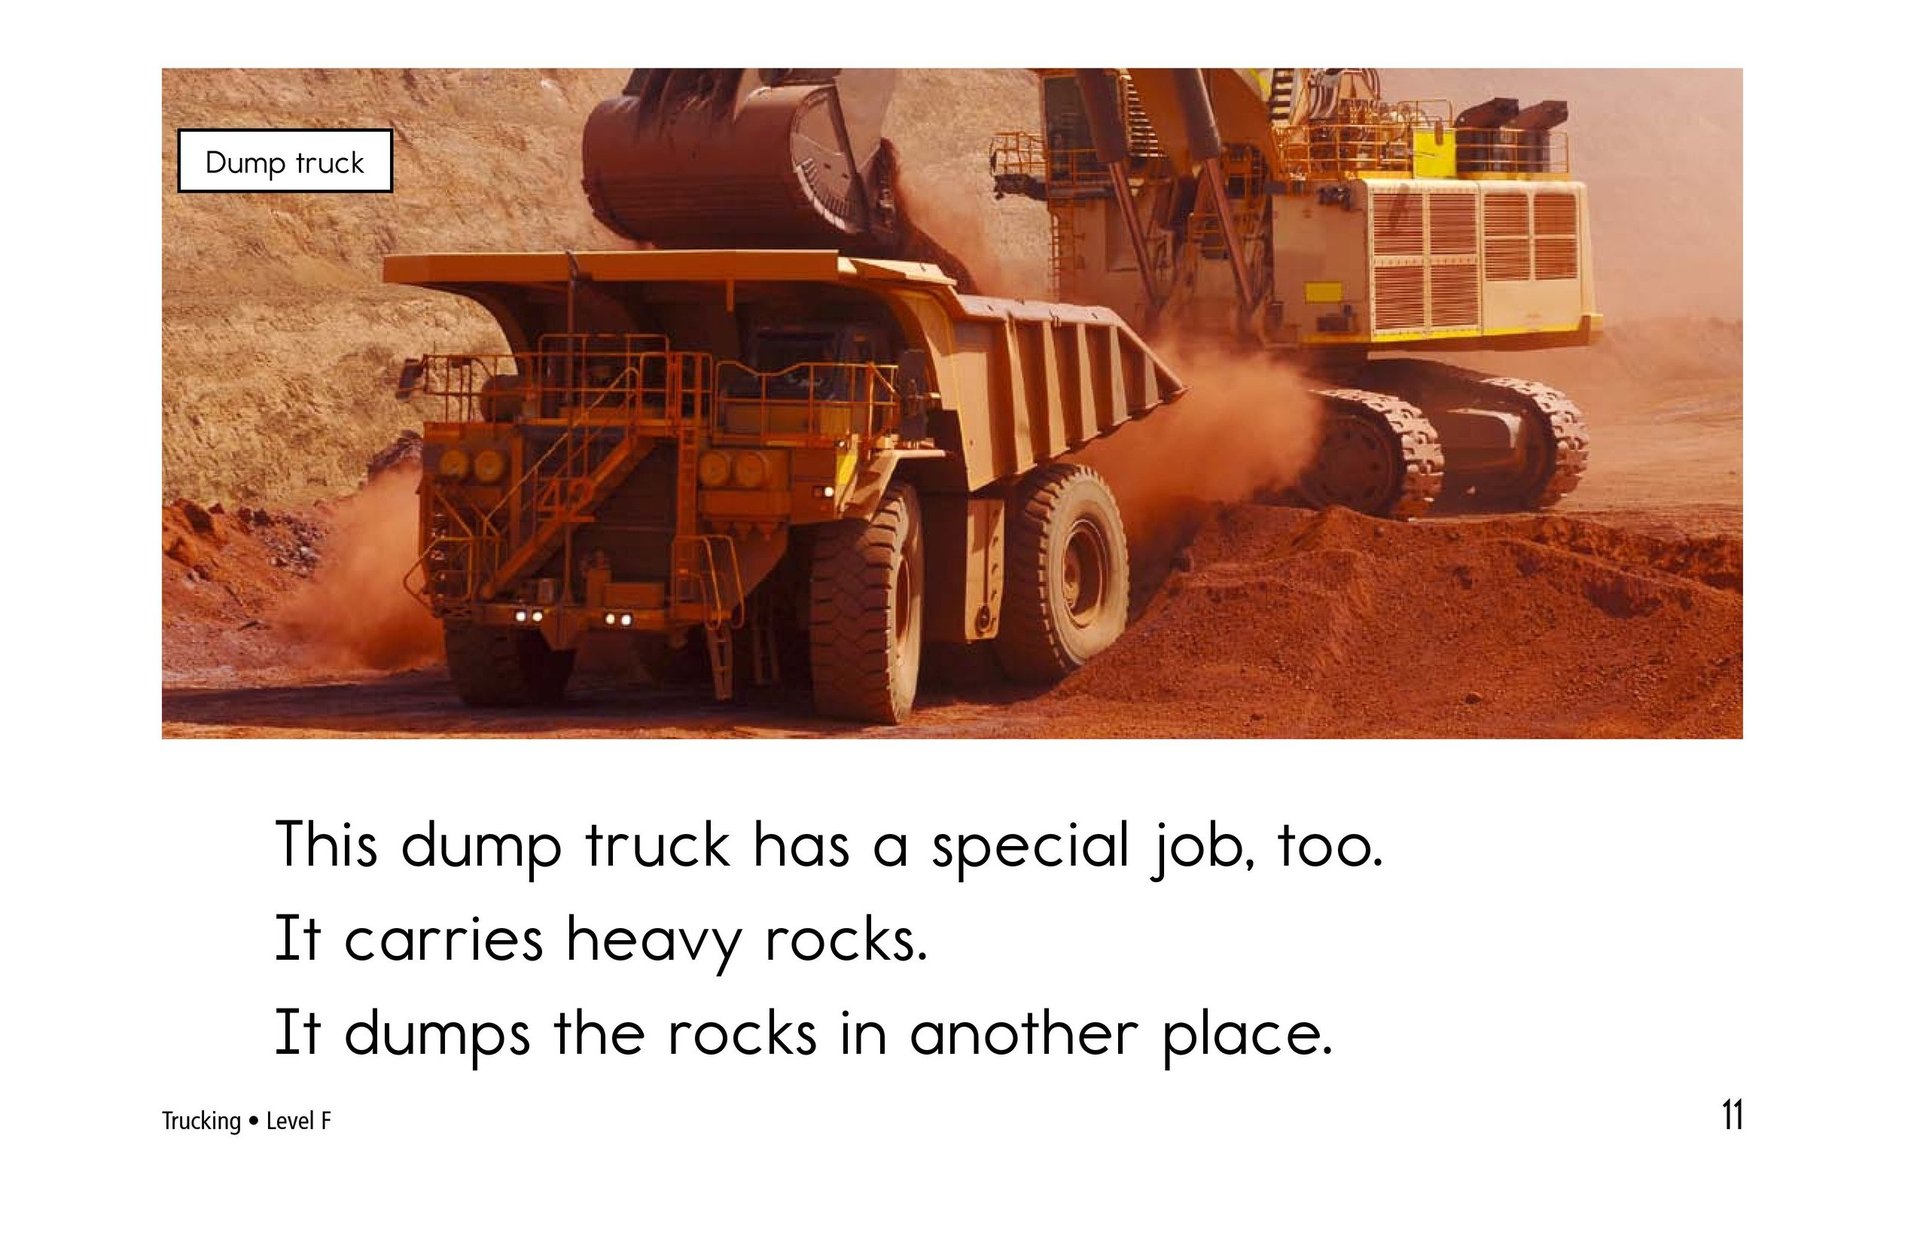 Dump truck
This dump truck has a special job, too.
It carries heavy rocks.
It dumps the rocks in another place.
Trucking • Level F
11